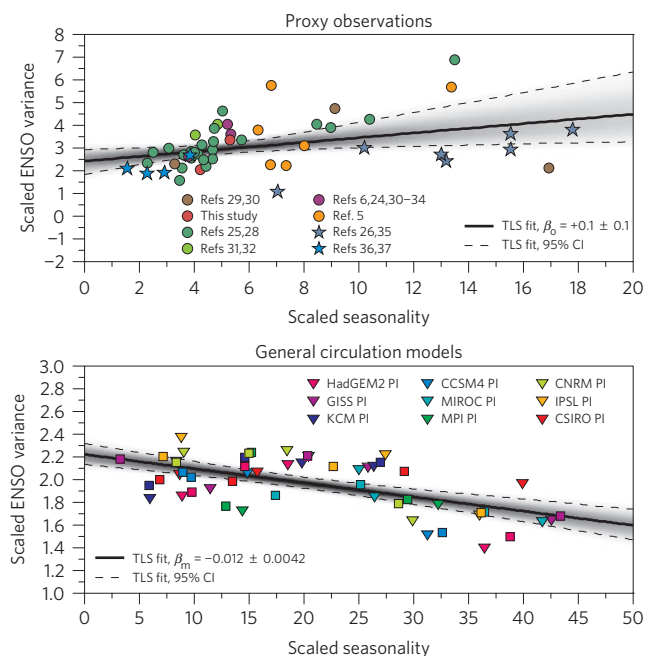 Proxy observations
8
7
6
5
4
3
2
1
0
−1
−2
Scaled ENSO variance
Refs 29,30
This study
Refs 25,28
Refs 31,32
Refs 6,24,30−34
Ref. 5
Refs 26,35
Refs 36,37
TLS fit, βo = +0.1 ± 0.1
TLS fit, 95% CI
0 2 4 6 8 10 12 14 16 18 20
Scaled seasonality
General circulation models
3.0
2.8
2.6
2.4
2.2
2.0
1.8
1.6
1.4
1.2
1.0
Scaled ENSO variance
HadGEM2 PI
GISS PI
KCM PI
CCSM4 PI
MIROC PI
MPI PI
CNRM PI
IPSL PI
CSIRO PI
TLS fit, βm = −0.012 ± 0.0042
TLS fit, 95% CI
0 5 10 15 20 25 30 35 40 45 50
Scaled seasonality